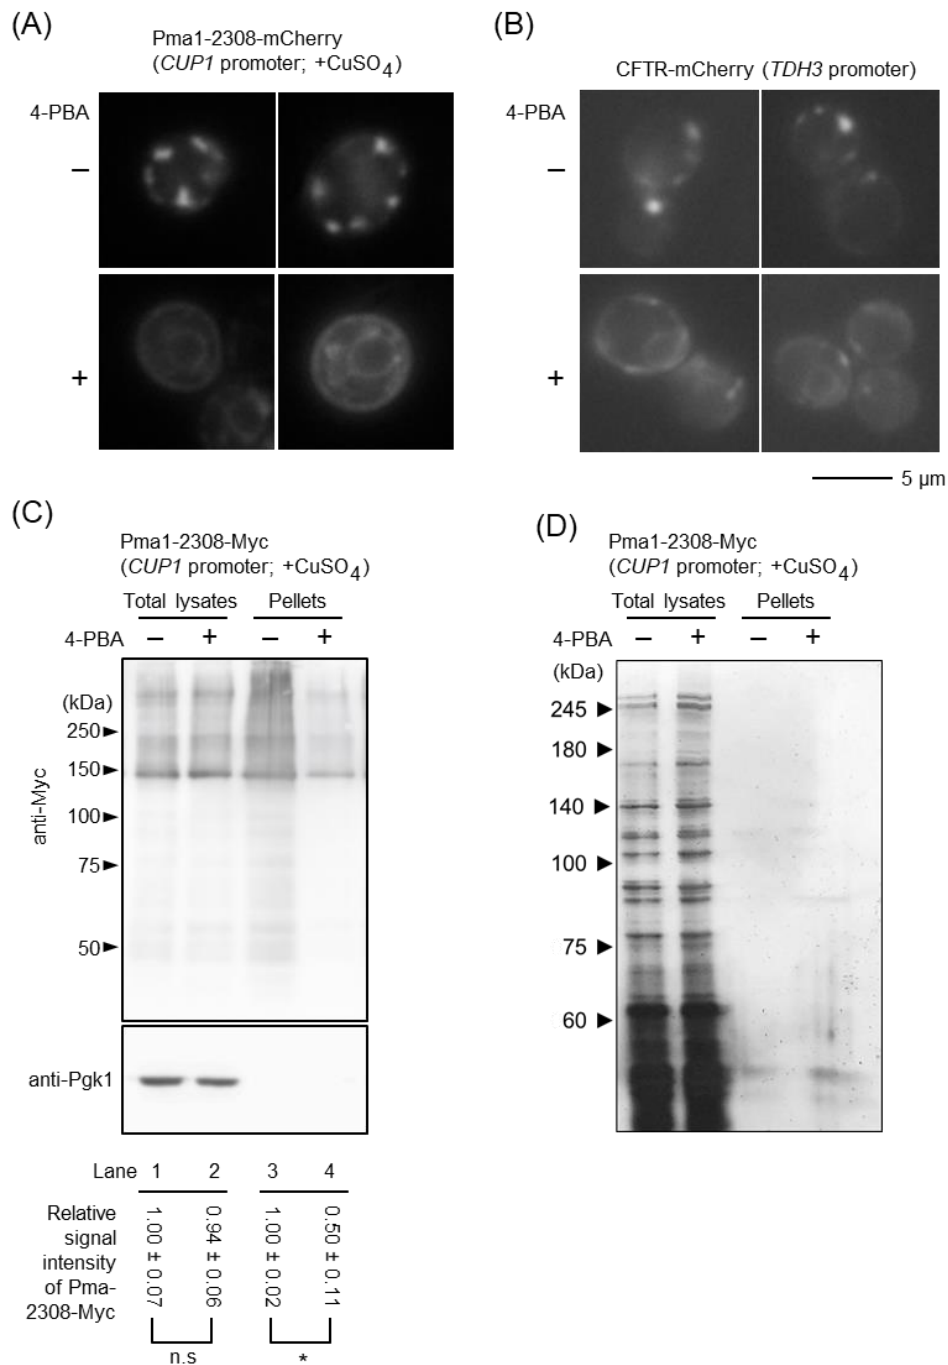 (A)
Pma1-2308-mCherry
(CUP1 promoter; +CuSO4)
4-PBA
−
+
(B)
CFTR-mCherry (TDH3 promoter)
4-PBA
−
+
5 µm
(C)
Pma1-2308-Myc
(CUP1 promoter; +CuSO4)
Total lysates Pellets
4-PBA − + − +
(kDa)
250
150
100
75
50
anti-Myc
anti-Pgk1
Lane 1 2 3 4
Relative
signal
intensity
of Pma-
2308-Myc
1.00 ± 0.07
0.94 ± 0.06
1.00 ± 0.02
0.50 ± 0.11
n.s
*
(D)
Pma1-2308-Myc
(CUP1 promoter; +CuSO4)
Total lysates Pellets
4-PBA − + − +
(kDa)
245
180
140
100
75
60